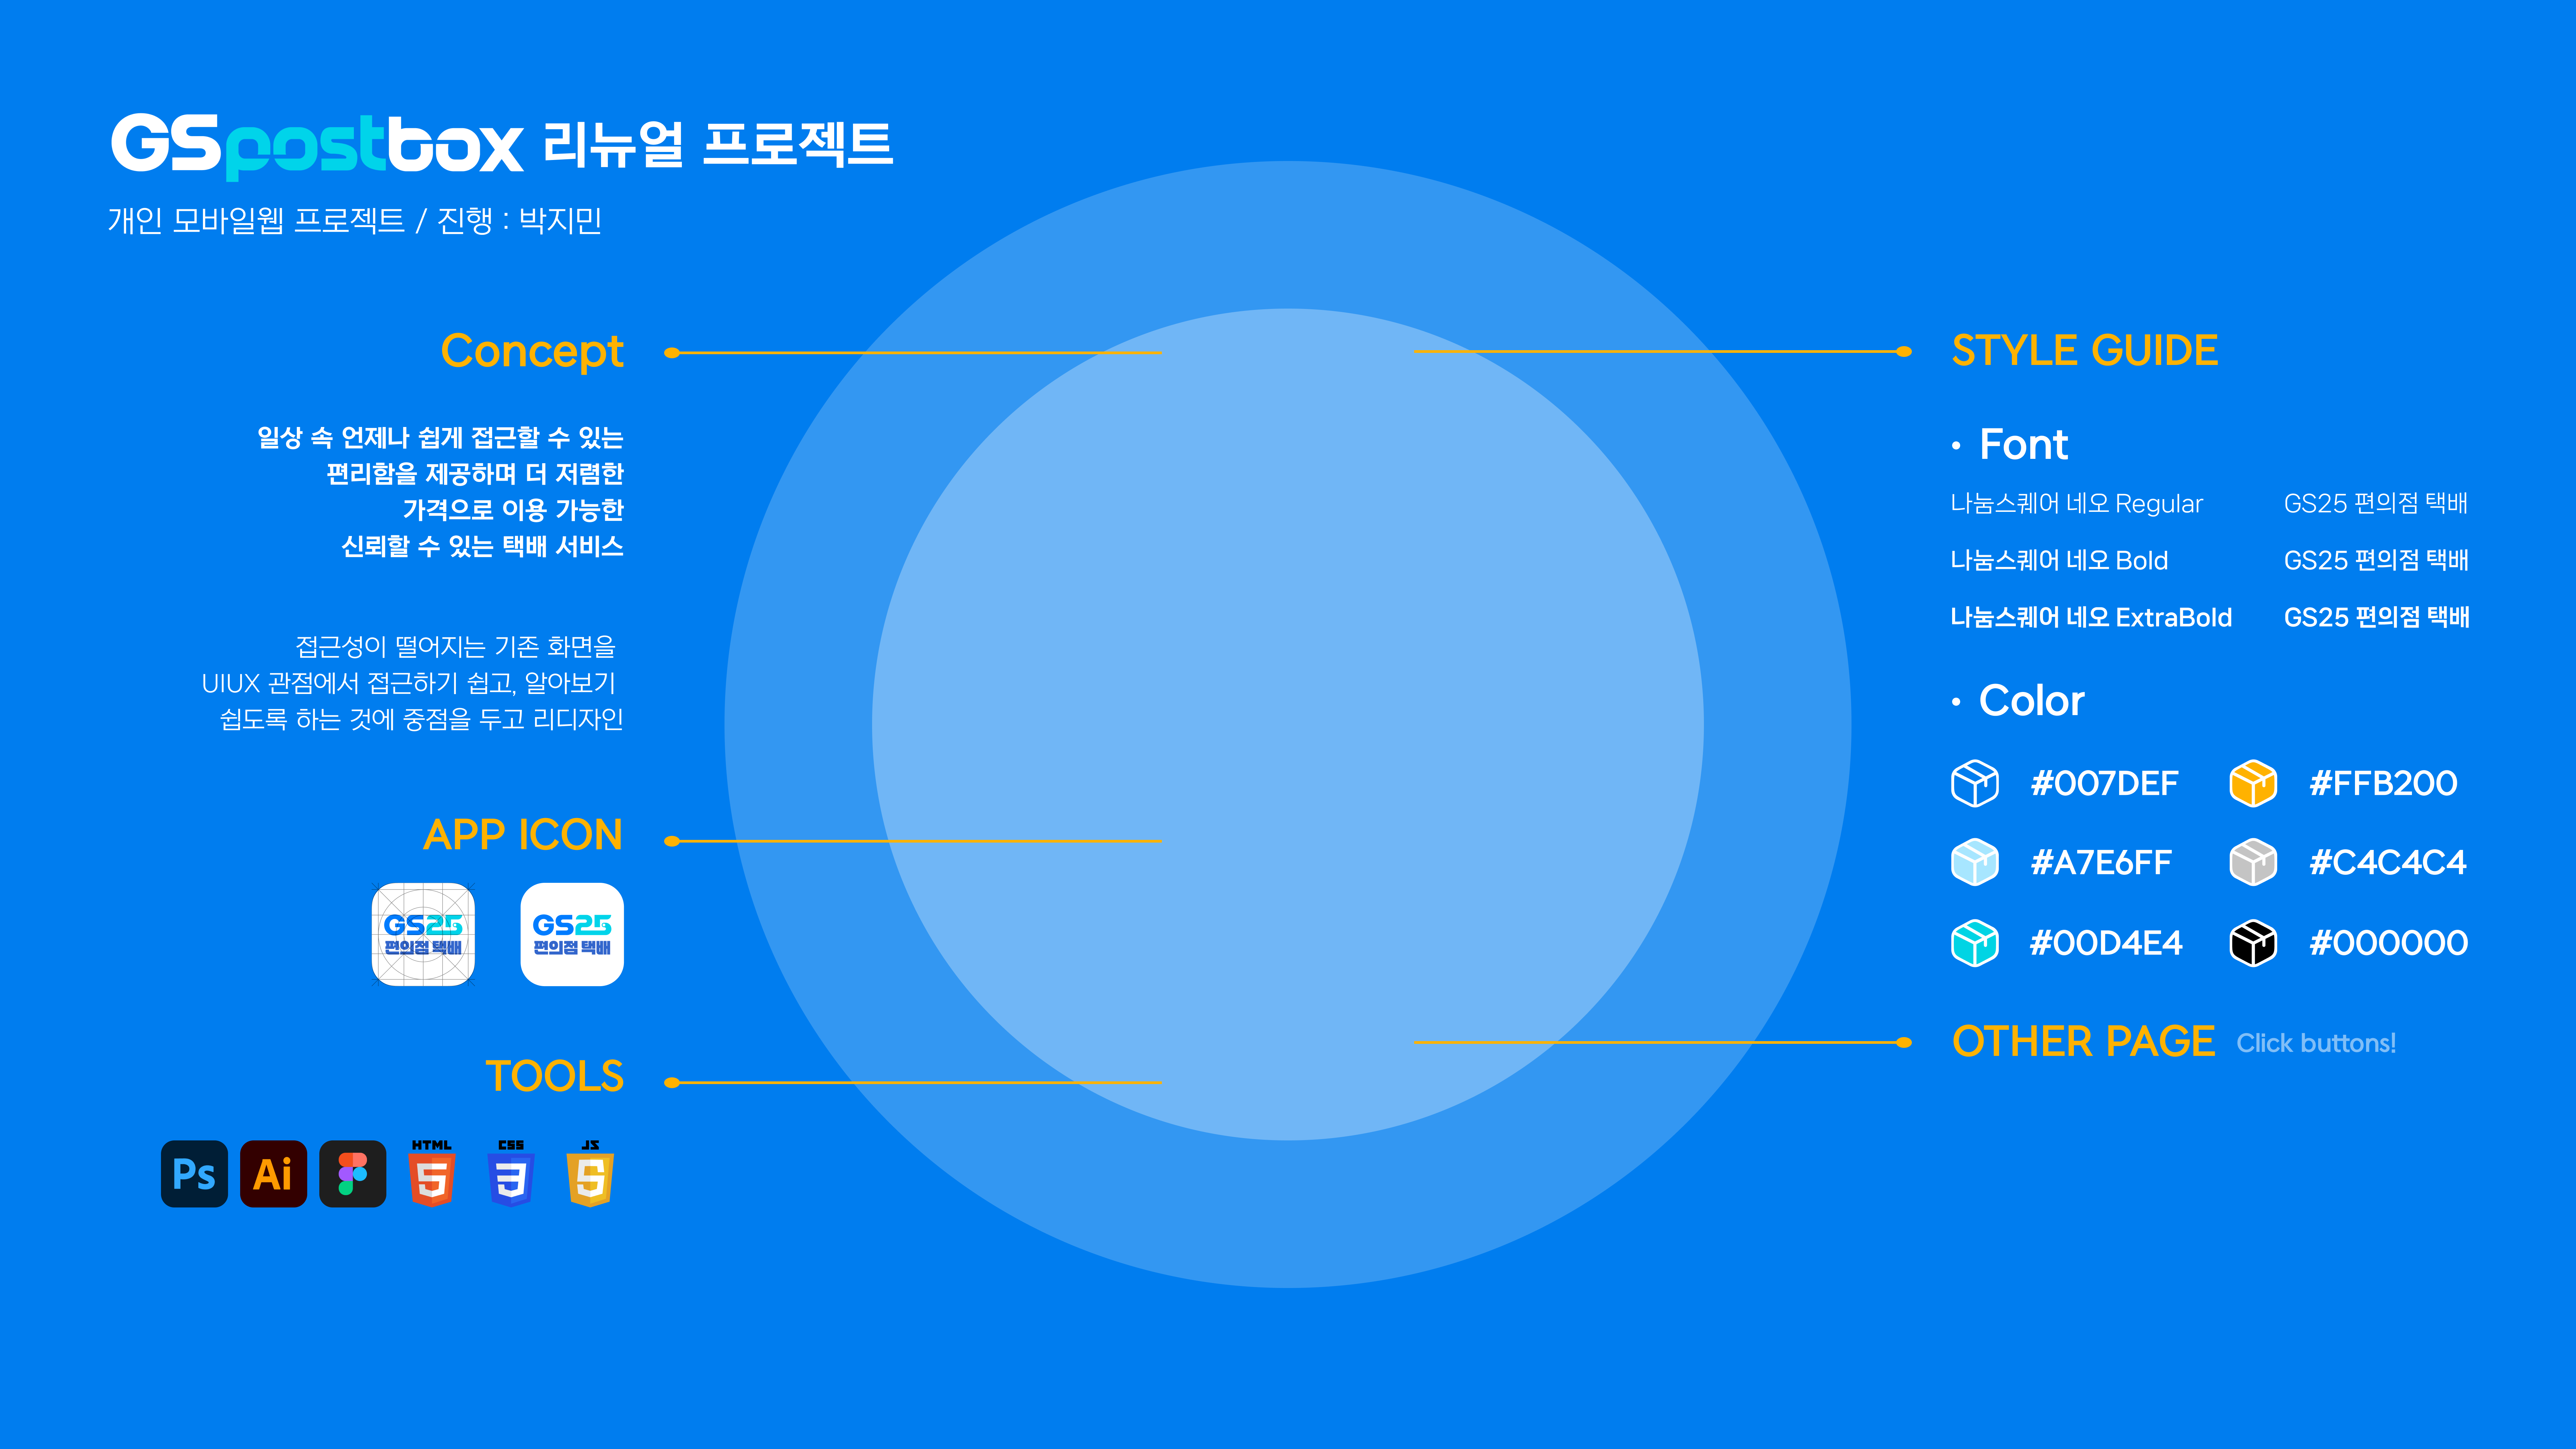 GSpostbox 리뉴얼 프로젝트
개인 모바일웹 프로젝트 / 진행 : 박지민
Concept
일상 속 언제나 쉽게 접근할 수 있는
편리함을 제공하며 더 저렴한
가격으로 이용 가능한
신뢰할 수 있는 택배 서비스
접근성이 떨어지는 기존 화면을
UIUX 관점에서 접근하기 쉽고, 알아보기
쉽도록 하는 것에 중점을 두고 리디자인
APP ICON
GS25
편의점 택배
GS25
편의점 택배
TOOLS
Ps Ai HTML 5 CSS 3 JS 5
STYLE GUIDE
• Font
나눔스퀘어 네오 Regular GS25 편의점 택배
나눔스퀘어 네오 Bold GS25 편의점 택배
나눔스퀘어 네오 ExtraBold GS25 편의점 택배
• Color
#007DEF #FFB200
#A7E6FF #C4C4C4
#00D4E4 #000000
OTHER PAGE Click buttons!